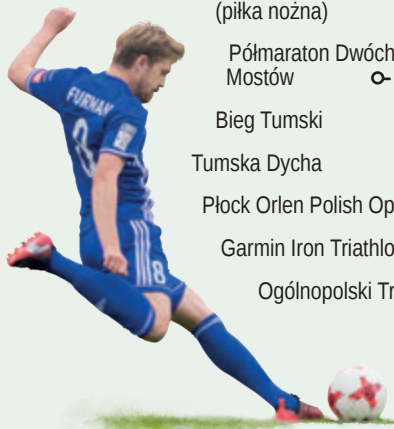 (piłka nożna)
Półmaraton Dwóch
Mostów
Bieg Tumski
Tumska Dycha
Płock Orlen Polish Op
Garmin Iron Triathlo
Ogólnopolski Tr
FURMAN
8
8